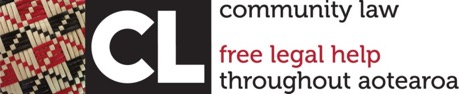 CL
community law
free legal help
throughout aotearoa